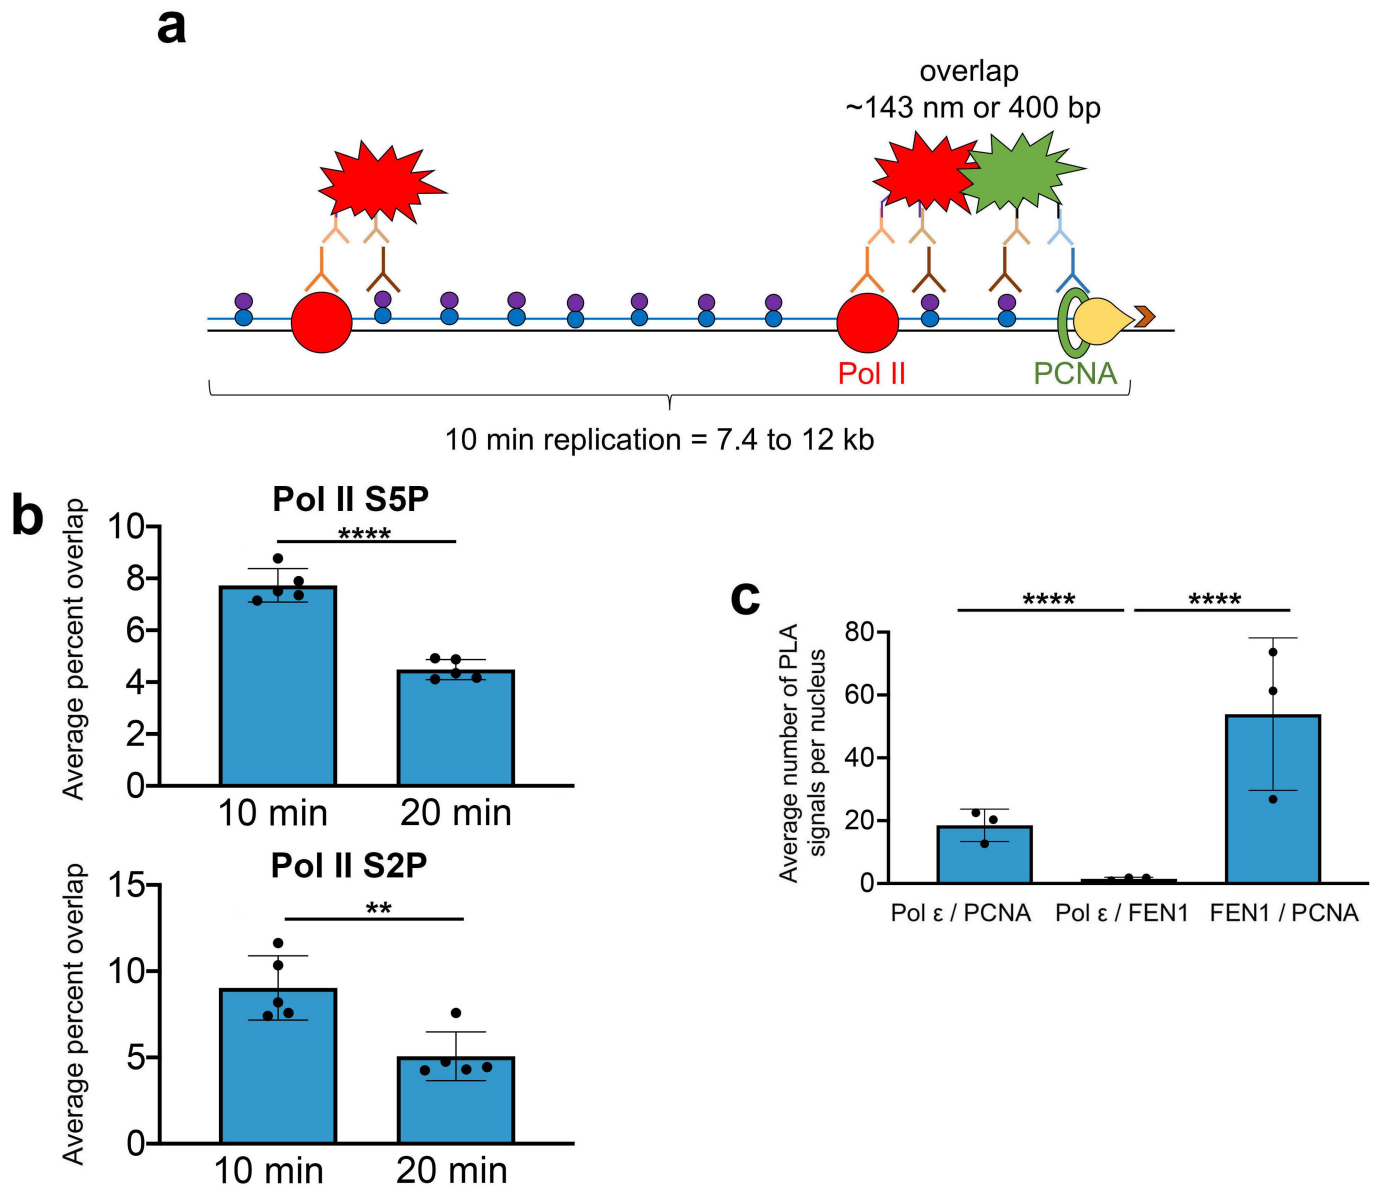 a
overlap
~143 nm or 400 bp
Pol II
PCNA
10 min replication = 7.4 to 12 kb
b
Pol II S5P
****
Average percent overlap
10
8
6
4
2
0
10 min
20 min
Pol II S2P
**
Average percent overlap
15
10
5
0
10 min
20 min
c
****
****
Average number of PLA
signals per nucleus
80
60
40
20
0
Pol ε / PCNA
Pol ε / FEN1
FEN1 / PCNA